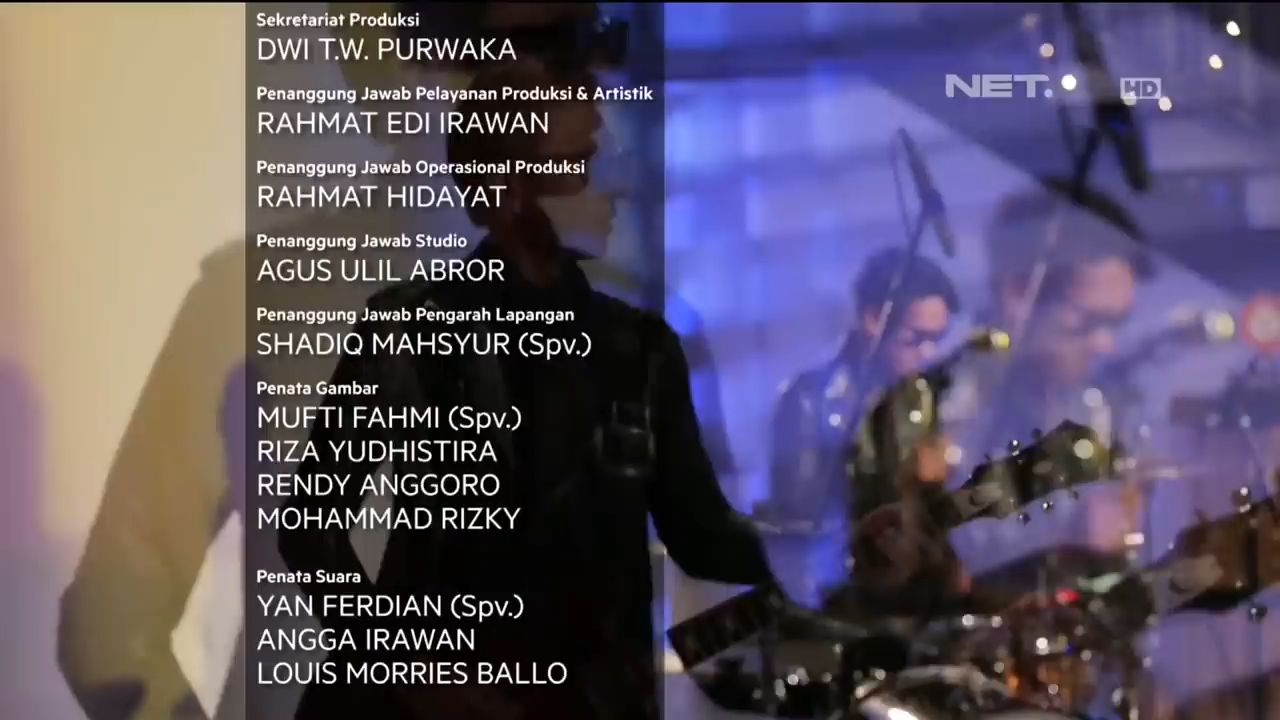 Sekretariat Produksi
DWI T.W. PURWAKA
Penanggung Jawab Pelayanan Produksi & Artistik
RAHMAT EDI IRAWAN
Penanggung Jawab Operasional Produksi
RAHMAT HIDAYAT
Penanggung Jawab Studio
AGUS ULIL ABROR
Penanggung Jawab Pengarah Lapangan
SHADIQ MAHSYUR (Spv.)
Penata Gambar
MUFTI FAHMI (Spv.)
RIZA YUDHISTIRA
RENDY ANGGORO
MOHAMMAD RIZKY
Penata Suara
YAN FERDIAN (Spv.)
ANGGA IRAWAN
LOUIS MORRIES BALLO
NET.
HD